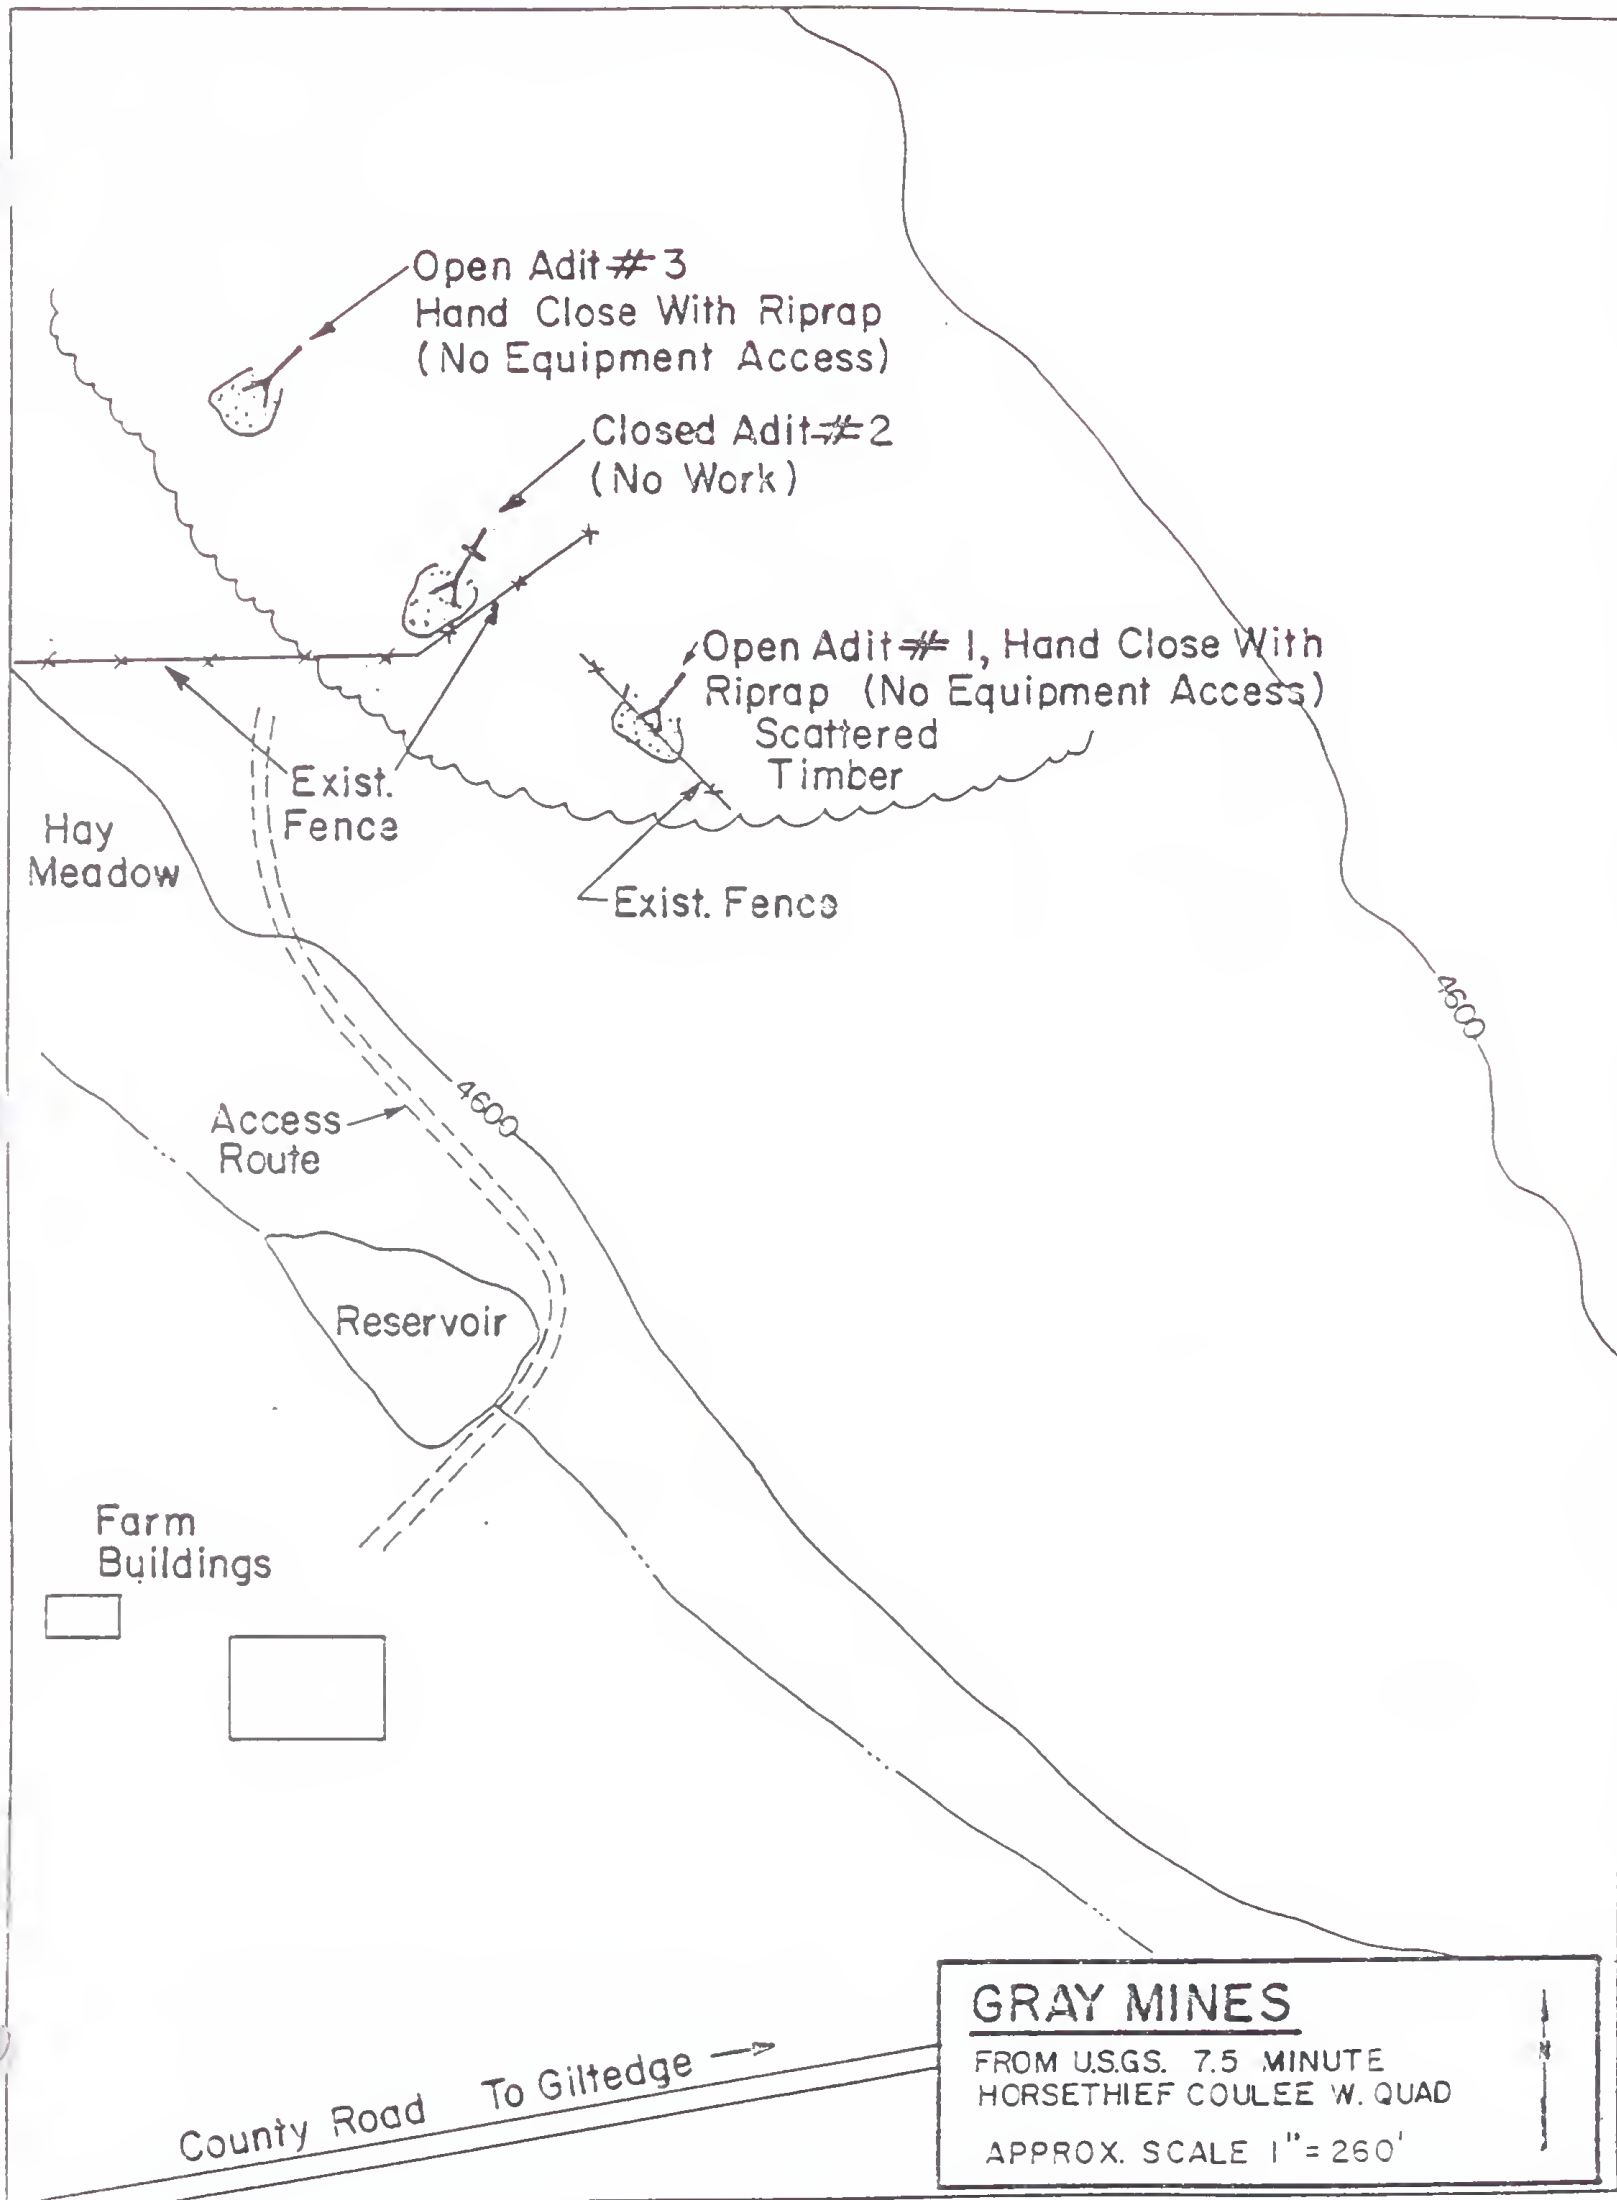 Open Adit # 3
Hand Close With Riprap
(No Equipment Access)
Closed Adit #2
(No Work)
Open Adit # 1, Hand Close With
Riprap (No Equipment Access)
Scattered
Timber
Exist.
Fence
Hay
Meadow
Exist. Fence
4600
4600
Access
Route
Reservoir
Farm
Buildings
County Road To Giltedge
GRAY MINES
FROM U.S.G.S. 7.5 MINUTE
HORSETHIEF COULEE W. QUAD
APPROX. SCALE 1" = 260'
N